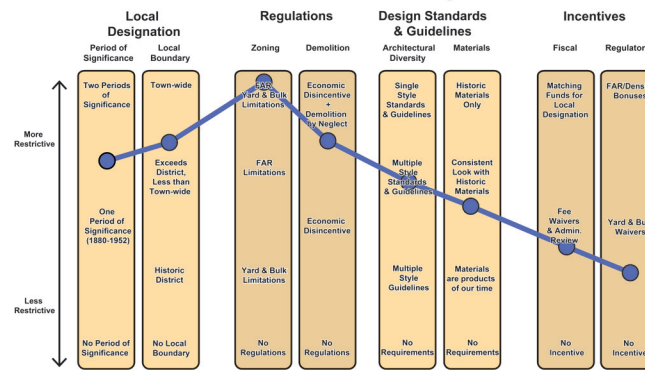 Local
Designation
Regulations
Design Standards
& Guidelines
Incentives
Period of
Significance
Local
Boundary
Zoning
Demolition
Architectural
Diversity
Materials
Fiscal
Regulator
More
Restrictive
Less
Restrictive
Two Periods
of
Significance
One
Period of
Significance
(1880-1952)
No Period of
Significance
Town-wide
Exceeds
District,
Less than
Town-wide
Historic
District
No Local
Boundary
FAR
Yard & Bulk
Limitations
FAR
Limitations
Yard & Bulk
Limitations
No
Regulations
Economic
Disincentive
+
Demolition
by Neglect
Economic
Disincentive
No
Regulations
Single
Style
Standards
& Guidelines
Multiple
Style
Standards
& Guidelines
Multiple
Style
Guidelines
No
Requirements
Historic
Materials
Only
Consistent
Look with
Historic
Materials
Materials
are products
of our time
No
Requirements
Matching
Funds for
Local
Designation
Fee
Waivers
& Admin.
Review
No
Incentive
FAR/Dens
Bonuses
Yard & Bu
Waivers
No
Incentive